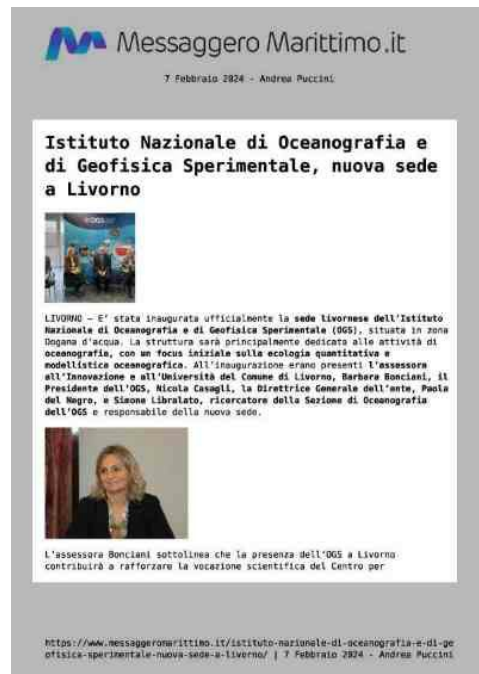 Messaggero Marittimo.it
7 Febbraio 2024 - Andrea Puccini
Istituto Nazionale di Oceanografia e
di Geofisica Sperimentale, nuova sede
a Livorno
LIVORNO – E' stata inaugurata ufficialmente la sede livornese dell'Istituto
Nazionale di Oceanografia e di Geofisica Sperimentale (OGS), situata in zona
Dogana d'acqua. La struttura sarà principalmente dedicata alle attività di
oceanografia, con un focus iniziale sulla ecologia quantitativa e
modellistica oceanografica. All'inaugurazione erano presenti l'assessora
all'Innovazione e all'Università del Comune di Livorno, Barbara Bonciani, il
Presidente dell'OGS, Nicola Casagli, la Direttrice Generale dell'ente, Paola
del Negro, e Simone Libralato, ricercatore della Sezione di Oceanografia
dell'OGS e responsabile della nuova sede.
L'assessora Bonciani sottolinea che la presenza dell'OGS a Livorno
contribuirà a rafforzare la vocazione scientifica del Centro per
https://www.messaggeromarittimo.it/istituto-nazionale-di-oceanografia-e-di-ge
ofisica-sperimentale-nuova-sede-a-livorno/ | 7 Febbraio 2024 - Andrea Puccini